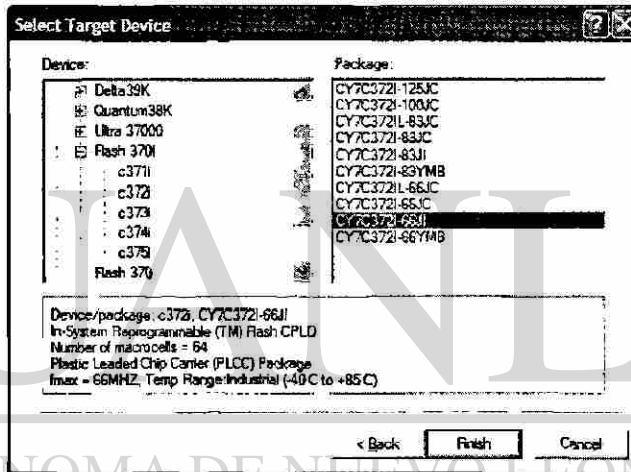 Select Target Device
Device:
Delta39K
Quantum38K
Ultra 37000
Flash 370i
c371i
c372i
c373i
c374i
c375i
Flash 370
Package:
CY7C372I-125JC
CY7C372I-100JC
CY7C372IL-83JC
CY7C372I-83JC
CY7C372I-83JI
CY7C372I-83YMB
CY7C372IL-66JC
CY7C372I-66JC
CY7C372I-66JI
CY7C372I-66YMB
Device/package: c372i, CY7C372I-66JI
In-System Reprogrammable (TM) Flash CPLD
Number of macrocells = 64
Plastic Leaded Chip Carrier (PLCC) Package
fmax = 66MHZ, Temp Range:Industrial (-40 C to +85 C)
< Back
Finish
Cancel
UANL